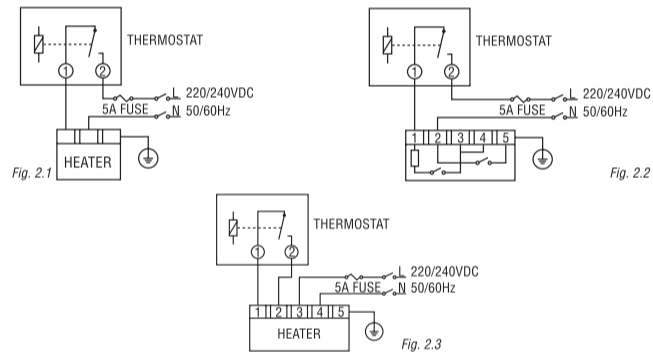 THERMOSTAT
1 2
L 220/240VDC
5A FUSE N 50/60Hz
HEATER
Fig. 2.1
THERMOSTAT
1 2
L 220/240VDC
5A FUSE N 50/60Hz
1 2 3 4 5
Fig. 2.2
THERMOSTAT
1 2
L 220/240VDC
5A FUSE N 50/60Hz
1 2 3 4 5
HEATER
Fig. 2.3